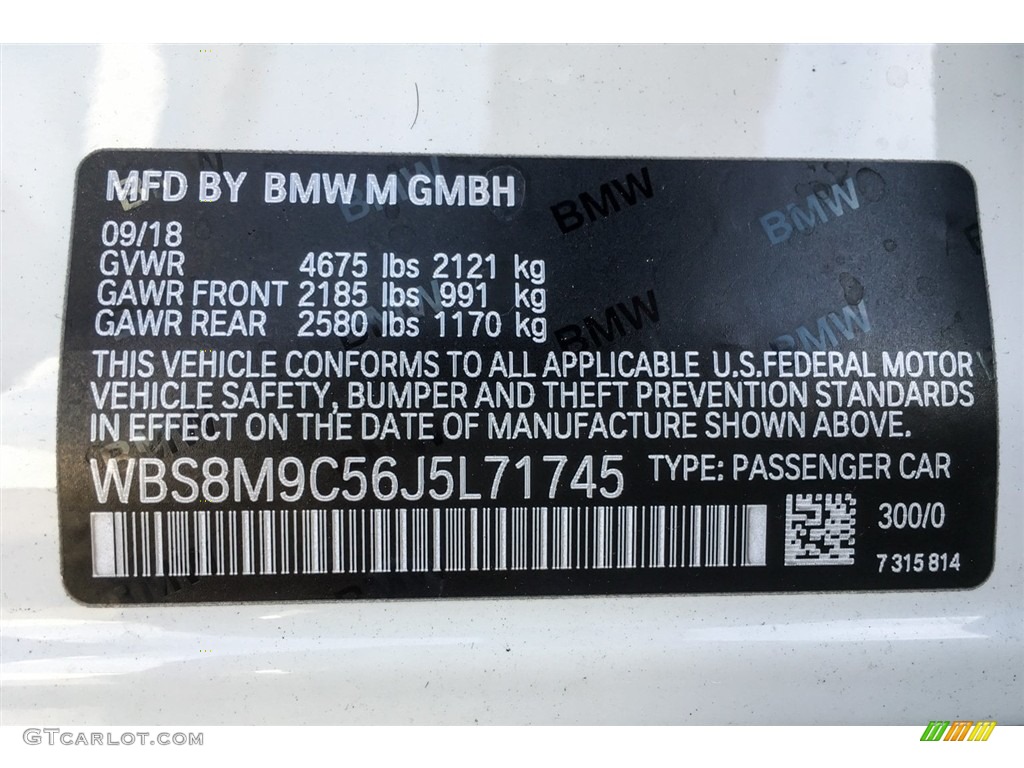 MFD BY BMW M GMBH
09/18
GVWR 4675 lbs 2121 kg
GAWR FRONT 2185 lbs 991 kg
GAWR REAR 2580 lbs 1170 kg
THIS VEHICLE CONFORMS TO ALL APPLICABLE U.S.FEDERAL MOTOR
VEHICLE SAFETY, BUMPER AND THEFT PREVENTION STANDARDS
IN EFFECT ON THE DATE OF MANUFACTURE SHOWN ABOVE.
WBS8M9C56J5L71745 TYPE: PASSENGER CAR
300/0
7 315 814
BMW
BMW
BMW
BMW
BMW
BMW
GTCARLOT.COM